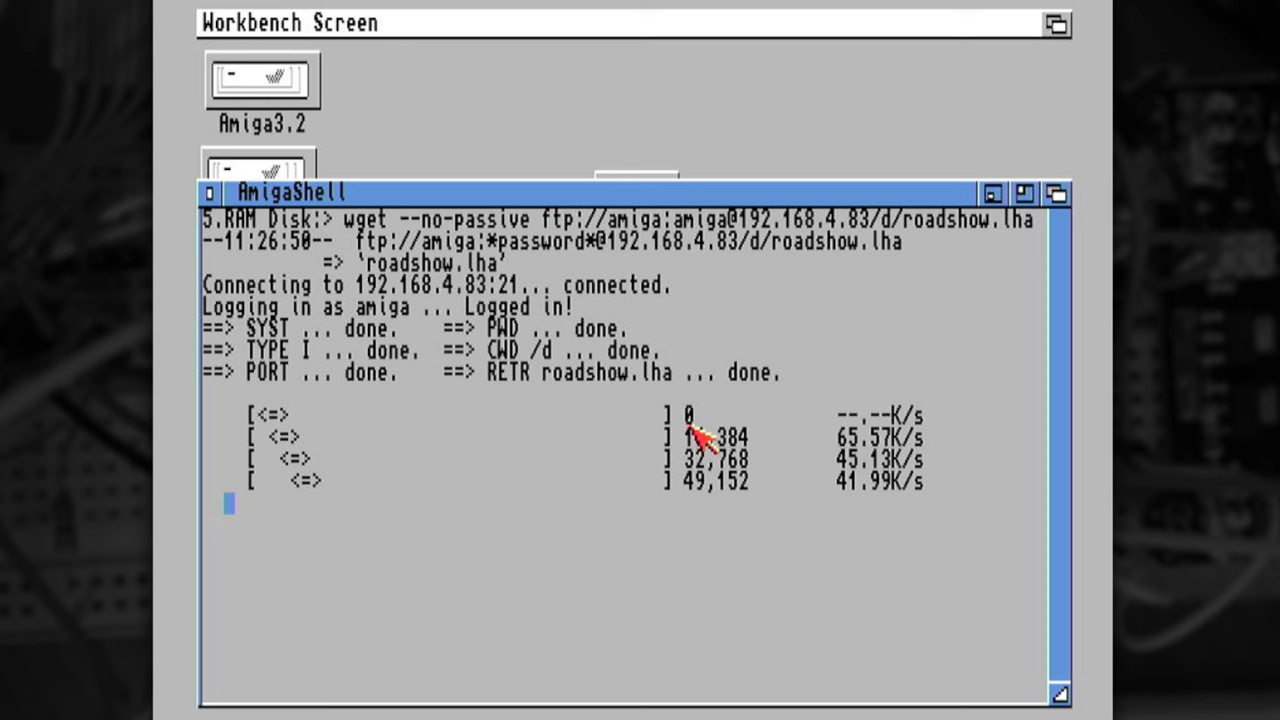 Workbench Screen
Amiga3.2
AmigaShell
5.RAM Disk:> wget --no-passive ftp://amiga:amiga@192.168.4.83/d/roadshow.lha
--11:26:50--  ftp://amiga:*password*@192.168.4.83/d/roadshow.lha
           => `roadshow.lha'
Connecting to 192.168.4.83:21... connected.
Logging in as amiga ... Logged in!
==> SYST ... done.    ==> PWD ... done.
==> TYPE I ... done.  ==> CWD /d ... done.
==> PORT ... done.    ==> RETR roadshow.lha ... done.
    [<=>                                  ] 0             --.--K/s
    [ <=>                                 ] 384        65.57K/s
    [  <=>                                ] 32,768        45.13K/s
    [   <=>                               ] 49,152        41.99K/s